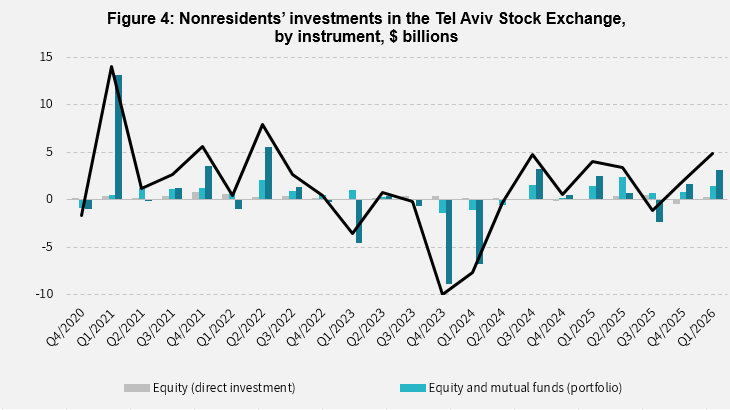 Figure 4: Nonresidents’ investments in the Tel Aviv Stock Exchange,
by instrument, $ billions
15
10
5
0
-5
-10
Q4/2020
Q1/2021
Q2/2021
Q3/2021
Q4/2021
Q1/2022
Q2/2022
Q3/2022
Q4/2022
Q1/2023
Q2/2023
Q3/2023
Q4/2023
Q1/2024
Q2/2024
Q3/2024
Q4/2024
Q1/2025
Q2/2025
Q3/2025
Q4/2025
Q1/2026
Equity (direct investment)
Equity and mutual funds (portfolio)